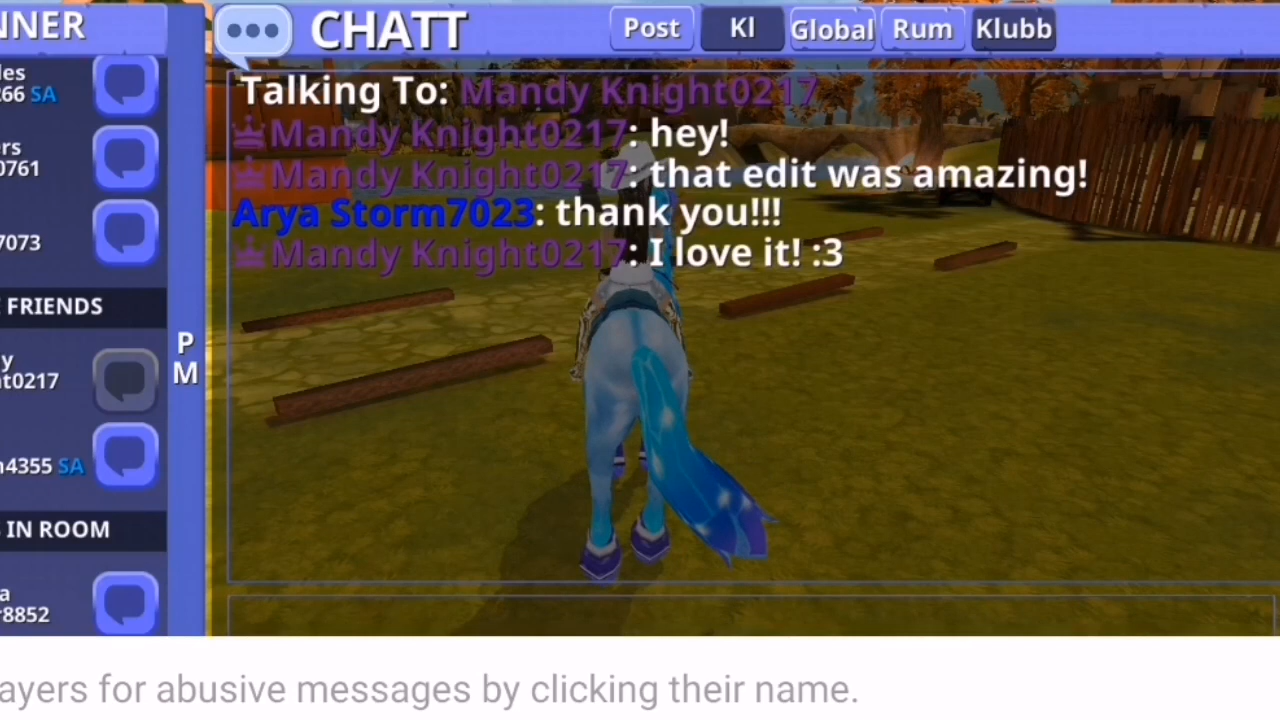 NNER
CHATT
Post
Kl
Global
Rum
Klubb
les
266 SA
rs
0761
7073
FRIENDS
y
t0217
4355 SA
IN ROOM
a
8852
P
M
Talking To: Mandy Knight0217
Mandy Knight0217: hey!
Mandy Knight0217: that edit was amazing!
Arya Storm7023: thank you!!!
Mandy Knight0217: I love it! :3
ayers for abusive messages by clicking their name.